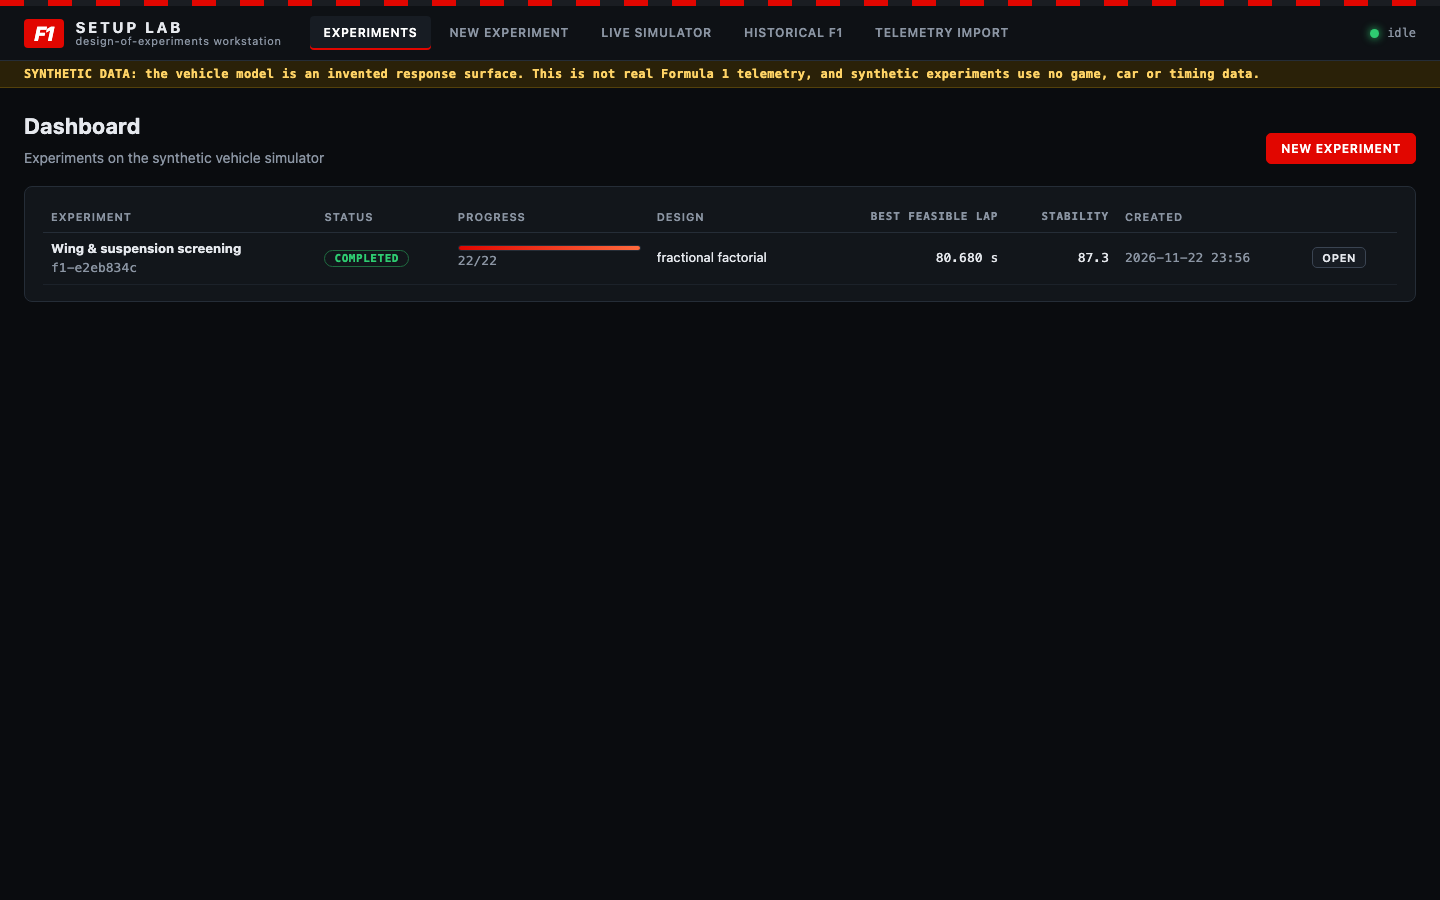 F1
SETUP LAB
design-of-experiments workstation
EXPERIMENTS
NEW EXPERIMENT
LIVE SIMULATOR
HISTORICAL F1
TELEMETRY IMPORT
idle
SYNTHETIC DATA: the vehicle model is an invented response surface. This is not real Formula 1 telemetry, and synthetic experiments use no game, car or timing data.
Dashboard
Experiments on the synthetic vehicle simulator
NEW EXPERIMENT
EXPERIMENT STATUS PROGRESS DESIGN BEST FEASIBLE LAP STABILITY CREATED
Wing & suspension screening
f1-e2eb834c
COMPLETED
22/22
fractional factorial
80.680 s
87.3
2026-11-22 23:56
OPEN